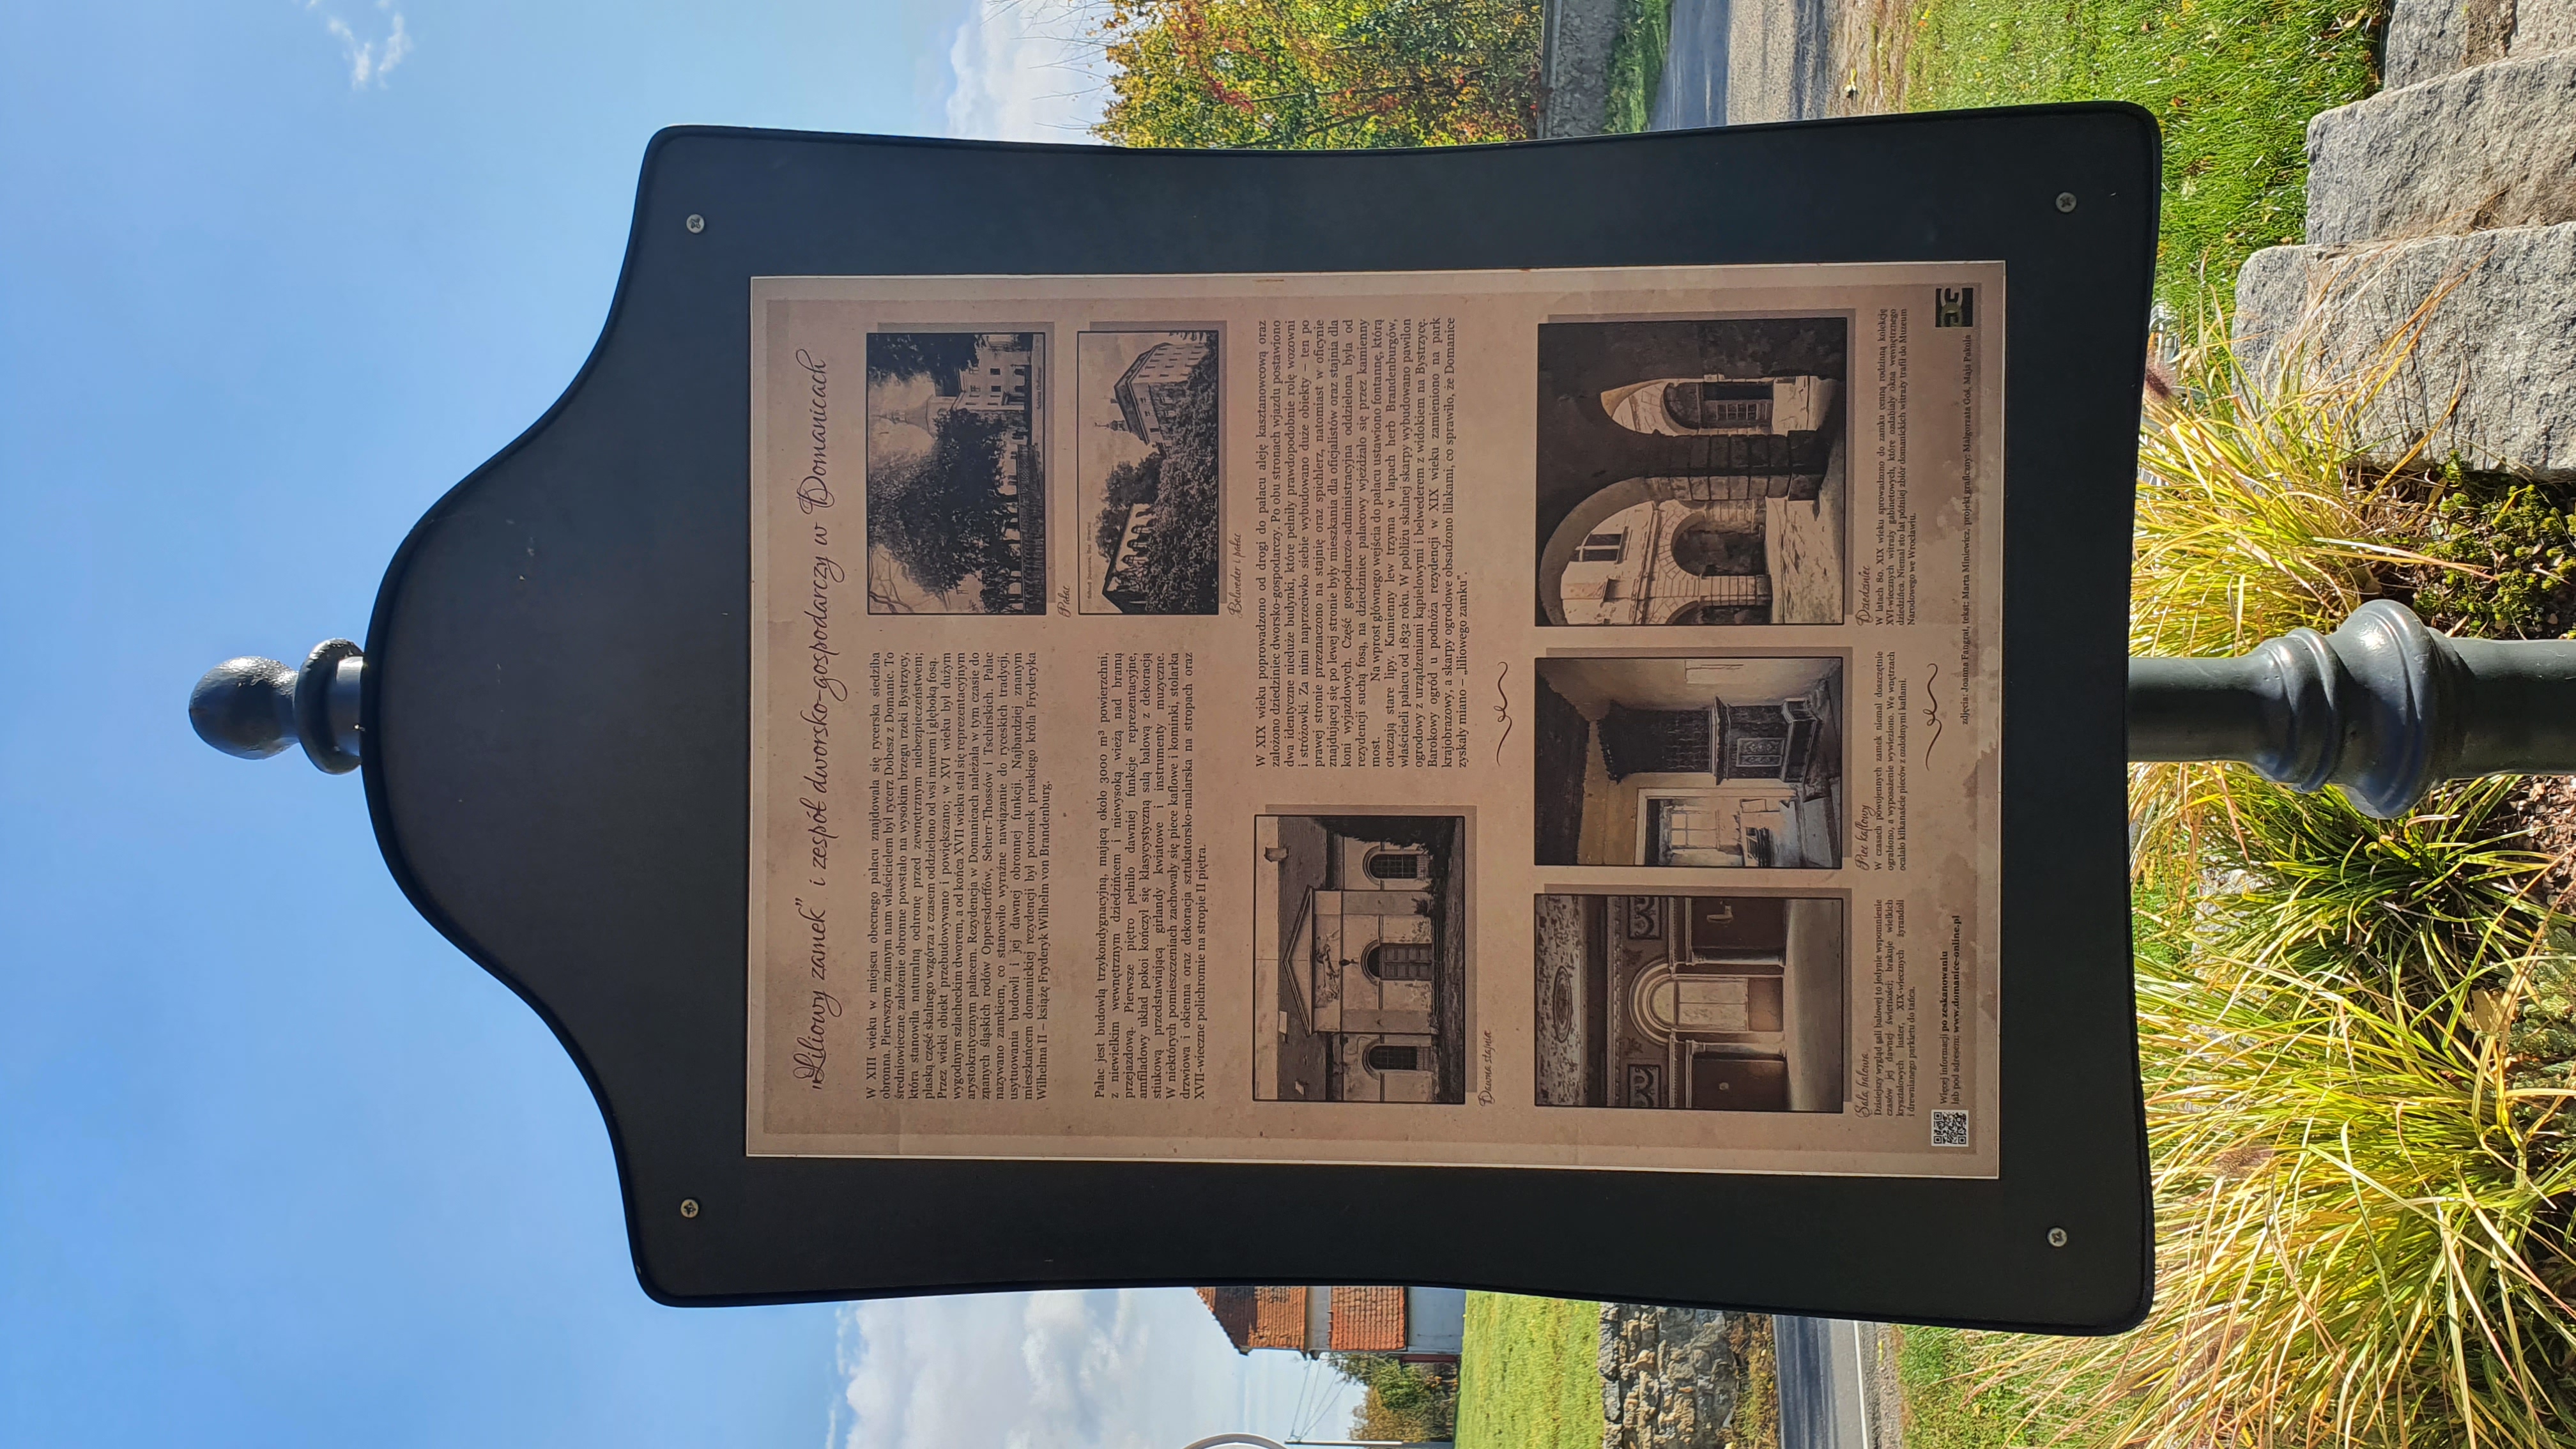 „Liliowy zamek” i zespół dworsko-gospodarczy w Domanicach
W XIII wieku w miejscu obecnego pałacu znajdowała się rycerska siedziba
obronna. Pierwszym znanym nam właścicielem był rycerz Dobesz z Domanic. To
średniowieczne założenie obronne powstało na wysokim brzegu rzeki Bystrzycy,
która stanowiła naturalną ochronę przed zewnętrznym niebezpieczeństwem;
płaską część skalnego wzgórza z czasem oddzielono od wsi murem i głęboką fosą.
Przez wieki obiekt przebudowywano i powiększano; w XVI wieku był dużym
wygodnym szlacheckim dworem, a od końca XVII wieku stał się reprezentacyjnym
arystokratycznym pałacem. Rezydencja w Domanicach należała w tym czasie do
znanych śląskich rodów Oppersdorffów, Seherr-Thossów i Tschirskich. Pałac
nazywano zamkiem, co stanowiło wyraźne nawiązanie do ryceskich tradycji,
usytuowania budowli i jej dawnej obronnej funkcji. Najbardziej znanym
mieszkańcem domanickiej rezydencji był potomek pruskiego króla Fryderyka
Wilhelma II – książę Fryderyk Wilhelm von Brandenburg.
Pałac
Pałac jest budowlą trzykondygnacyjną, mającą około 3000 m³ powierzchni,
z niewielkim wewnętrznym dziedzińcem i niewysoką wieżą nad bramą
przejazdową. Pierwsze piętro pełniło dawniej funkcje reprezentacyjne,
amfiladowy układ pokoi kończył się klasycystyczną salą balową z dekoracją
stiukową przedstawiającą girlandy kwiatowe i instrumenty muzyczne.
W niektórych pomieszczeniach zachowały się piece kaflowe i kominki, stolarka
drzwiowa i okienna oraz dekoracja sztukatorsko-malarska na stropach oraz
XVII-wieczne polichromie na stropie II piętra.
Belweder i pałac
W XIX wieku poprowadzono od drogi do pałacu aleję kasztanowcową oraz
założono dziedziniec dworsko-gospodarczy. Po obu stronach wjazdu postawiono
dwa identyczne nieduże budynki, które pełniły prawdopodobnie rolę wozowni
i stróżówki. Za nimi naprzeciwko siebie wybudowano duże obiekty – ten po
prawej stronie przeznaczono na stajnię oraz spichlerz, natomiast w oficynie
znajdującej się po lewej stronie były mieszkania dla oficjalistów oraz stajnia dla
koni wyjazdowych. Część gospodarczo-administracyjna oddzielona była od
rezydencji suchą fosą, na dziedziniec pałacowy wjeżdżało się przez kamienny
most. Na wprost głównego wejścia do pałacu ustawiono fontannę, którą
otaczają stare lipy. Kamienny lew trzyma w łapach herb Brandenburgów,
właścicieli pałacu od 1832 roku. W pobliżu skalnej skarpy wybudowano pawilon
ogrodowy z urządzeniami kąpielowymi i belwederem z widokiem na Bystrzycę.
Barokowy ogród u podnóża rezydencji w XIX wieku zamieniono na park
krajobrazowy, a skarpy ogrodowe obsadzono lilakami, co sprawiło, że Domanice
zyskały miano – „liliowego zamku”.
Dawna stajnia
Sala balowa
Dzisiejszy wygląd sali balowej to jedynie wspomnienie
czasów jej dawnej świetności; brakuje wielkich
kryształowych luster, XIX-wiecznych żyrandoli
i drewnianego parkietu do tańca.
Piec kaflowy
W czasach powojennych zamek niemal doszczętnie
ograbiono, a wyposażenie wywieziono. We wnętrzach
ocalało kilkanaście pieców z ozdobnymi kaflami.
Dziedziniec
W latach 80. XIX wieku sprowadzono do zamku cenną rodzinną kolekcję
XVI-wiecznych witraży gabinetowych, które ozdabiały okna wewnętrznego
dziedzińca. Niemal sto lat później zbiór domanickich witraży trafił do Muzeum
Narodowego we Wrocławiu.
Więcej informacji po zeskanowaniu
lub pod adresem: www.domanice-online.pl
zdjęcia: Joanna Fangrat, tekst: Marta Miniewicz, projekt graficzny: Małgorzata Goś, Maja Pakuła